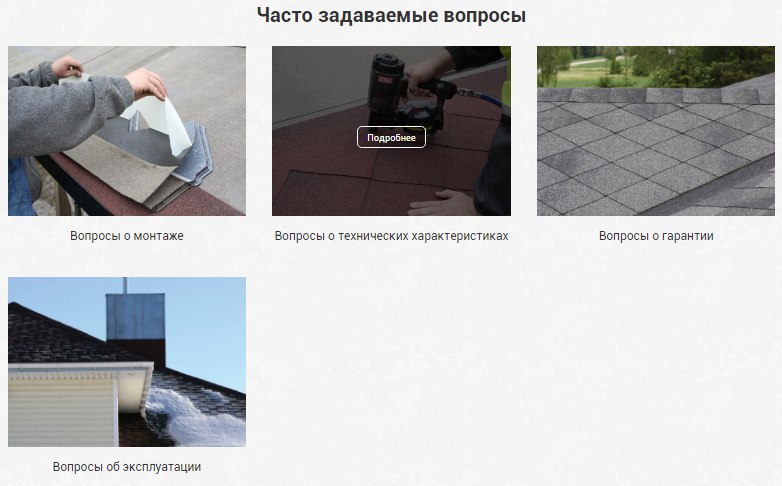 Часто задаваемые вопросы
Подробнее
Вопросы о монтаже
Вопросы о технических характеристиках
Вопросы о гарантии
Вопросы об эксплуатации